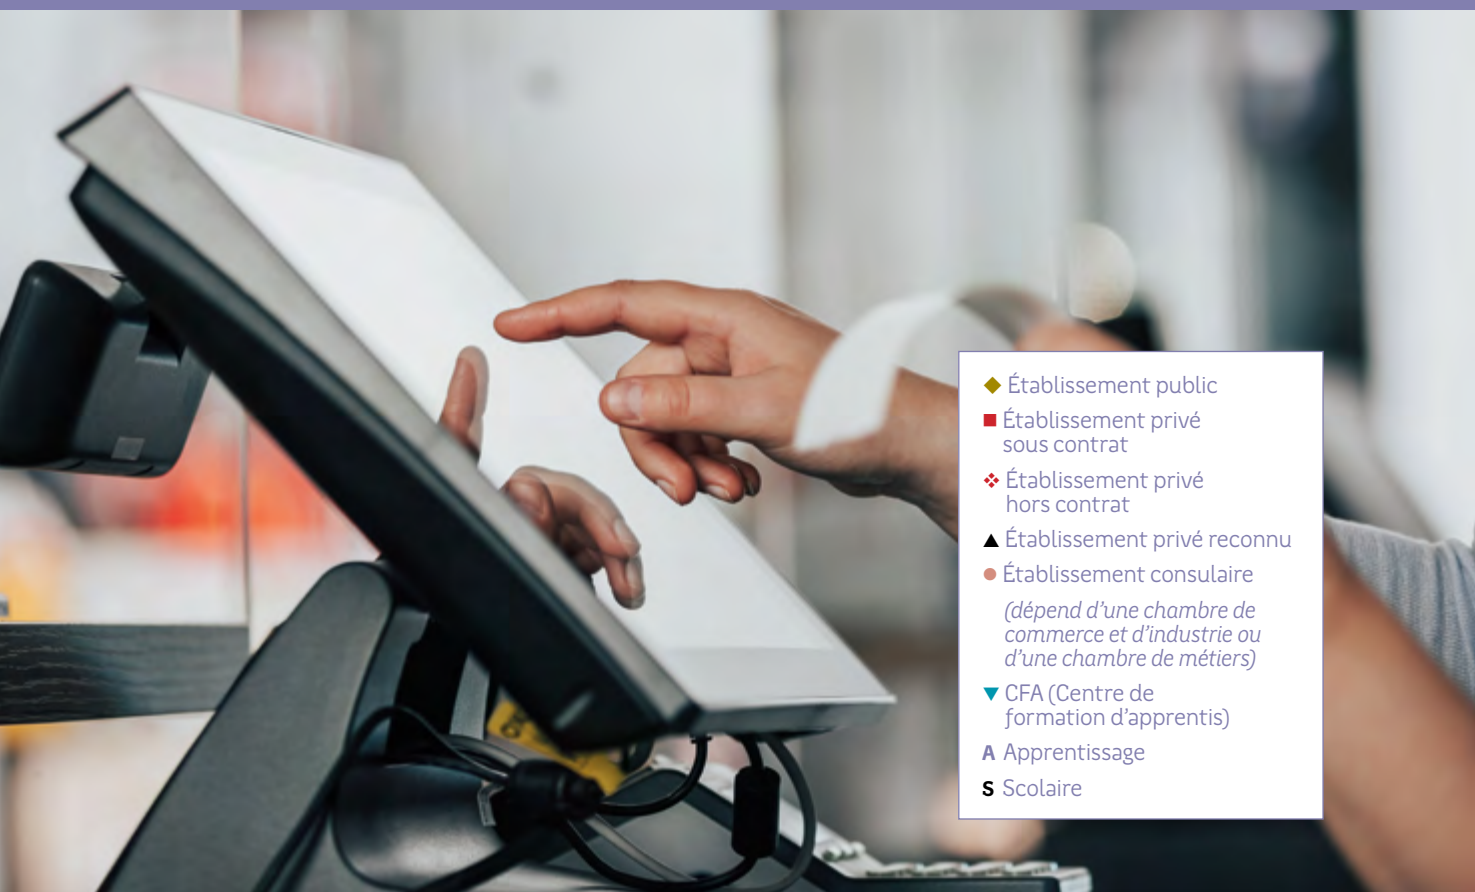 ◆ Établissement public
■ Établissement privé
sous contrat
❖ Établissement privé
hors contrat
▲ Établissement privé reconnu
● Établissement consulaire
(dépend d’une chambre de
commerce et d’industrie ou
d’une chambre de métiers)
▼ CFA (Centre de
formation d’apprentis)
A Apprentissage
S Scolaire